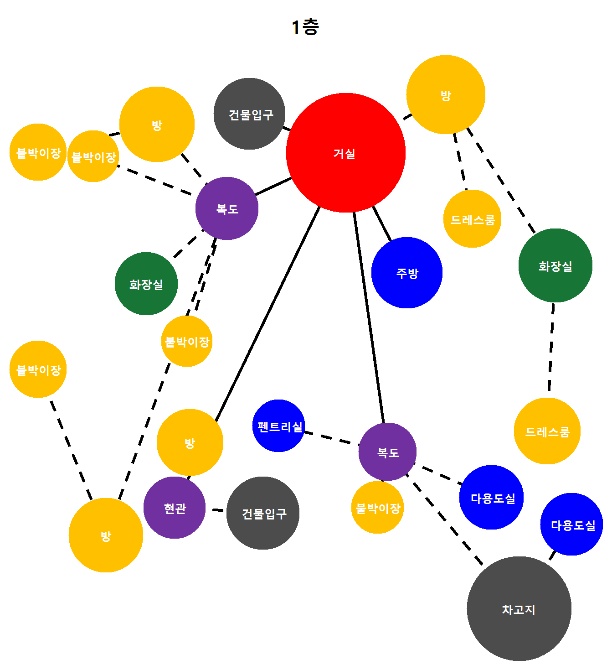 1층
방
건물입구
방
거실
붙박이장
붙박이장
복도
드레스룸
화장실
주방
화장실
붙박이장
붙박이장
펜트리실
드레스룸
방
복도
다용도실
현관
붙박이장
건물입구
다용도실
방
차고지